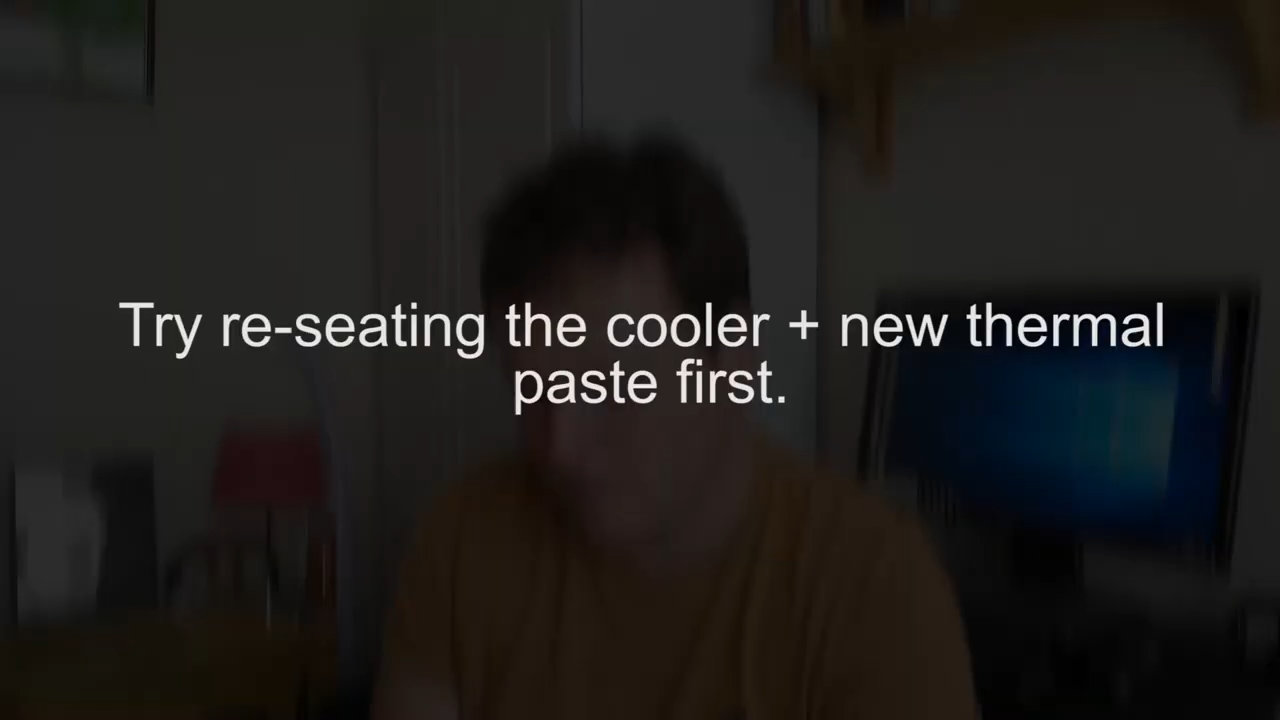 Try re-seating the cooler + new thermal
paste first.